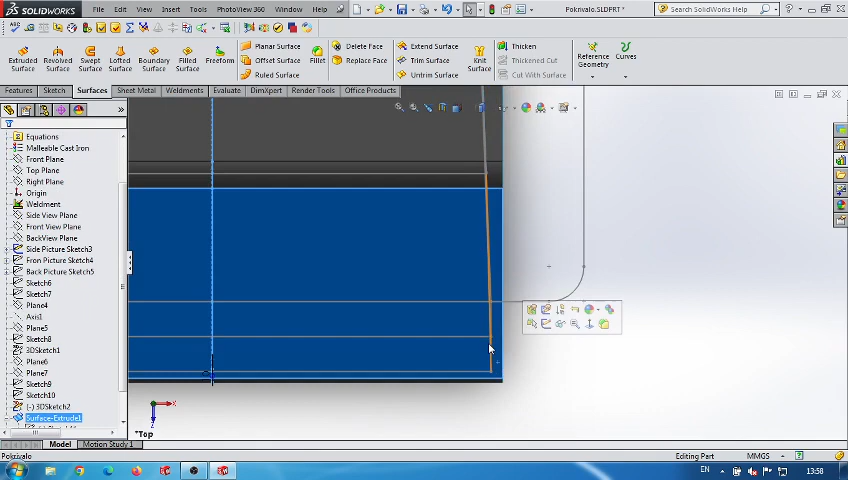 SOLIDWORKS File Edit View Insert Tools PhotoView 360 Window Help Pokrivalo.SLDPRT * Search SolidWorks Help
Extruded Surface Revolved Surface Swept Surface Lofted Surface Boundary Surface Filled Surface Freeform
Planar Surface
Offset Surface
Ruled Surface
Fillet
Delete Face
Replace Face
Extend Surface
Trim Surface
Untrim Surface
Knit Surface
Thicken
Thickened Cut
Cut With Surface
Reference Geometry
Curves
Features Sketch Surfaces Sheet Metal Weldments Evaluate DimXpert Render Tools Office Products
Equations
Malleable Cast Iron
Front Plane
Top Plane
Right Plane
Origin
Weldment
Side View Plane
Front View Plane
BackView Plane
Side Picture Sketch3
Fron Picture Sketch4
Back Picture Sketch5
Sketch6
Sketch7
Plane4
Axis1
Plane5
Sketch8
3DSketch1
Plane6
Plane7
Sketch9
Sketch10
(-) 3DSketch2
Surface-Extrude1
X
Z
*Top
Model Motion Study 1
Pokrivalo Editing Part MMGS
EN 13:58